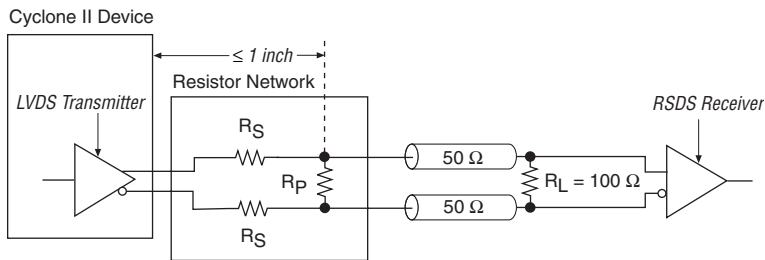 Cyclone II Device
≤ 1 inch
Resistor Network
LVDS Transmitter
RSDS Receiver
RS
50 Ω
RP
RL = 100 Ω
50 Ω
RS